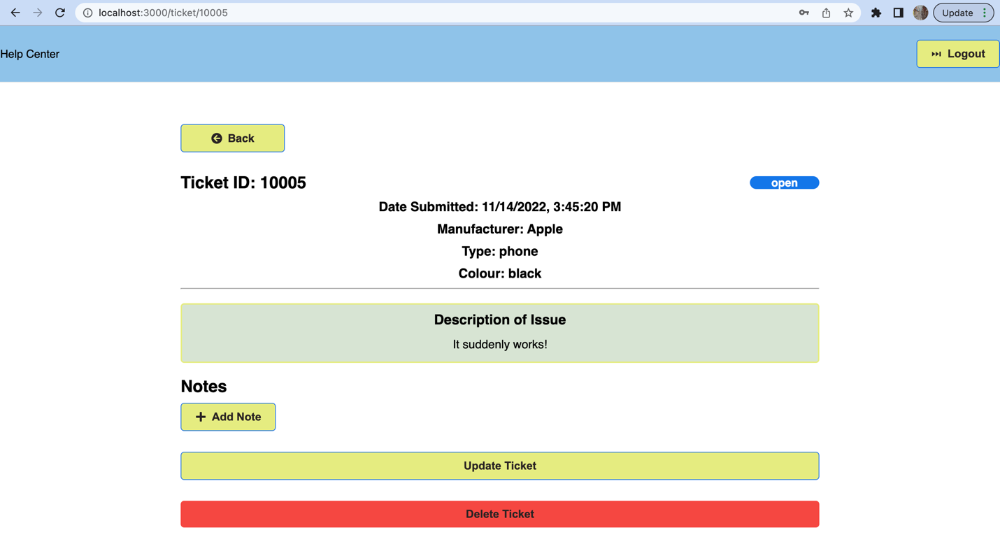 localhost:3000/ticket/10005
Update
Help Center
Logout
Back
Ticket ID: 10005
open
Date Submitted: 11/14/2022, 3:45:20 PM
Manufacturer: Apple
Type: phone
Colour: black
Description of Issue
It suddenly works!
Notes
Add Note
Update Ticket
Delete Ticket